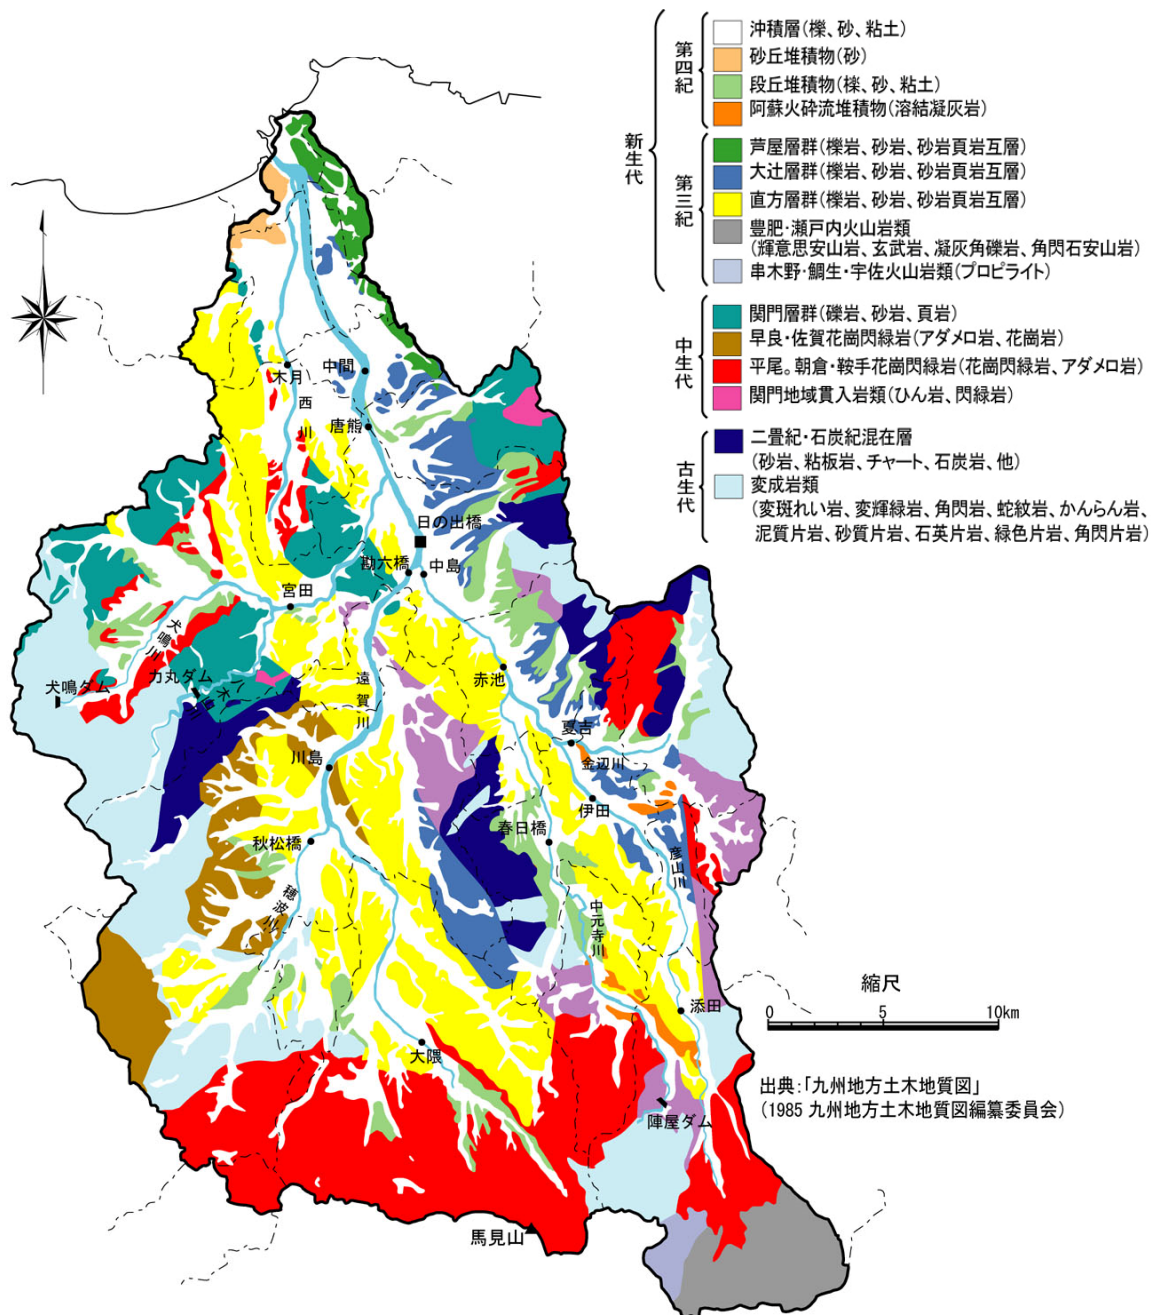 新生代
第四紀
沖積層(櫟、砂、粘土)
砂丘堆積物(砂)
段丘堆積物(櫟、砂、粘土)
阿蘇火砕流堆積物(溶結凝灰岩)
第三紀
芦屋層群(櫟岩、砂岩、砂岩頁岩互層)
大辻層群(櫟岩、砂岩、砂岩頁岩互層)
直方層群(櫟岩、砂岩、砂岩頁岩互層)
豊肥・瀬戸内火山岩類
(輝意思安山岩、玄武岩、凝灰角礫岩、角閃石安山岩)
串木野・鯛生・宇佐火山岩類(プロピライト)
中生代
関門層群(礫岩、砂岩、頁岩)
早良・佐賀花崗閃緑岩(アダメロ岩、花崗岩)
平尾。朝倉・鞍手花崗閃緑岩(花崗閃緑岩、アダメロ岩)
関門地域貫入岩類(ひん岩、閃緑岩)
古生代
二畳紀・石炭紀混在層
(砂岩、粘板岩、チャート、石炭岩、他)
変成岩類
(変斑れい岩、変輝緑岩、角閃岩、蛇紋岩、かんらん岩、
泥質片岩、砂質片岩、石英片岩、緑色片岩、角閃片岩)
木月
中間
西川
唐熊
日の出橋
勘六橋
中島
宮田
犬鳴川
犬鳴ダム
力丸ダム
八木山川
遠賀川
赤池
夏吉
金辺川
川島
伊田
秋松橋
春日橋
彦山川
穂波川
中元寺川
添田
大隈
陣屋ダム
馬見山
縮尺
0 5 10km
出典:「九州地方土木地質図」
(1985 九州地方土木地質図編纂委員会)